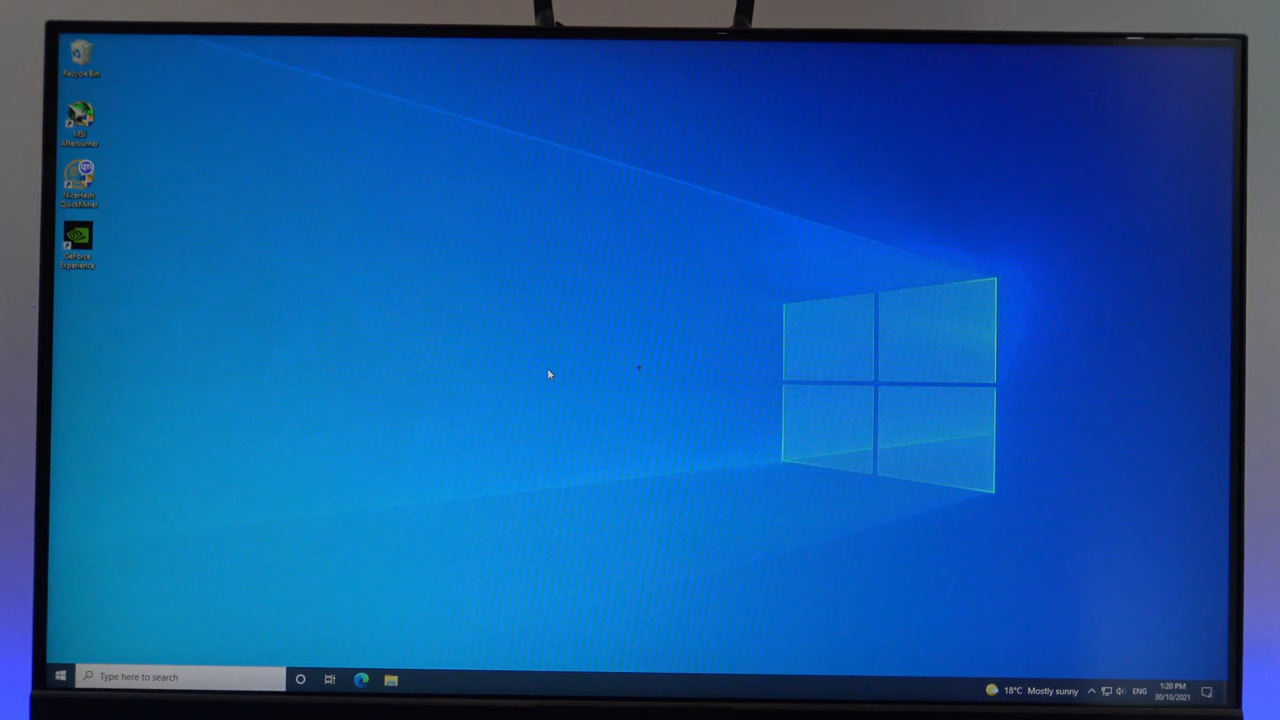 Recycle Bin
MSI
Afterburner
NiceHash
QuickMiner
GeForce
Experience
Type here to search
18°C Mostly sunny
ENG
1:20 PM
30/10/2021